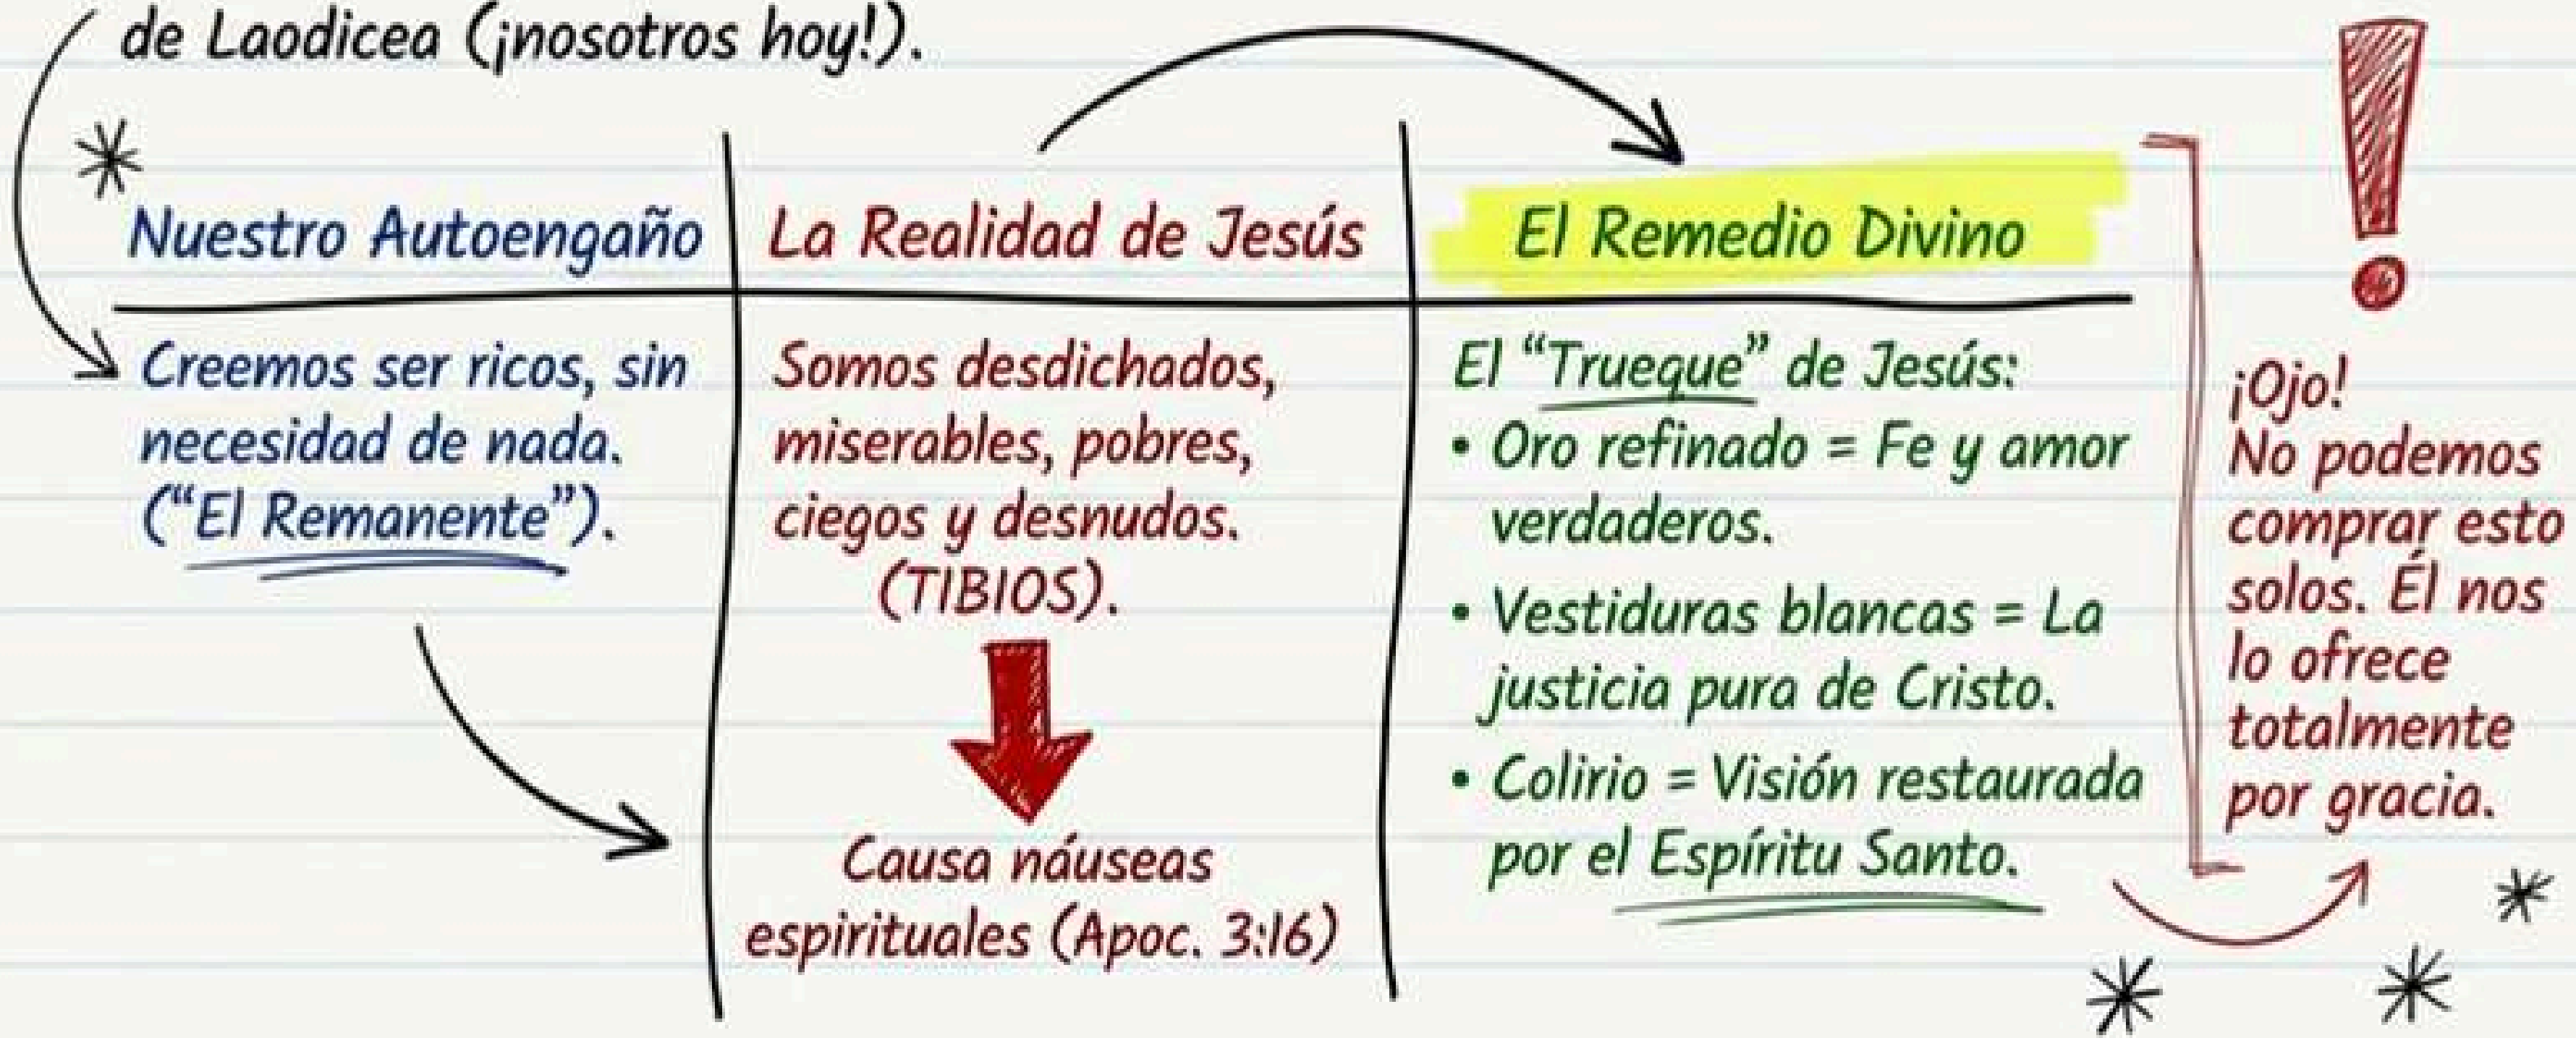 de Laodicea (¡nosotros hoy!).
Nuestro Autoengaño
Creemos ser ricos, sin
necesidad de nada.
(“El Remanente”).
La Realidad de Jesús
Somos desdichados,
miserables, pobres,
ciegos y desnudos.
(TIBIOS).
Causa náuseas
espirituales (Apoc. 3:16)
El Remedio Divino
El “Trueque” de Jesús:
• Oro refinado = Fe y amor
verdaderos.
• Vestiduras blancas = La
justicia pura de Cristo.
• Colirio = Visión restaurada
por el Espíritu Santo.
!
¡Ojo!
No podemos
comprar esto
solos. Él nos
lo ofrece
totalmente
por gracia.